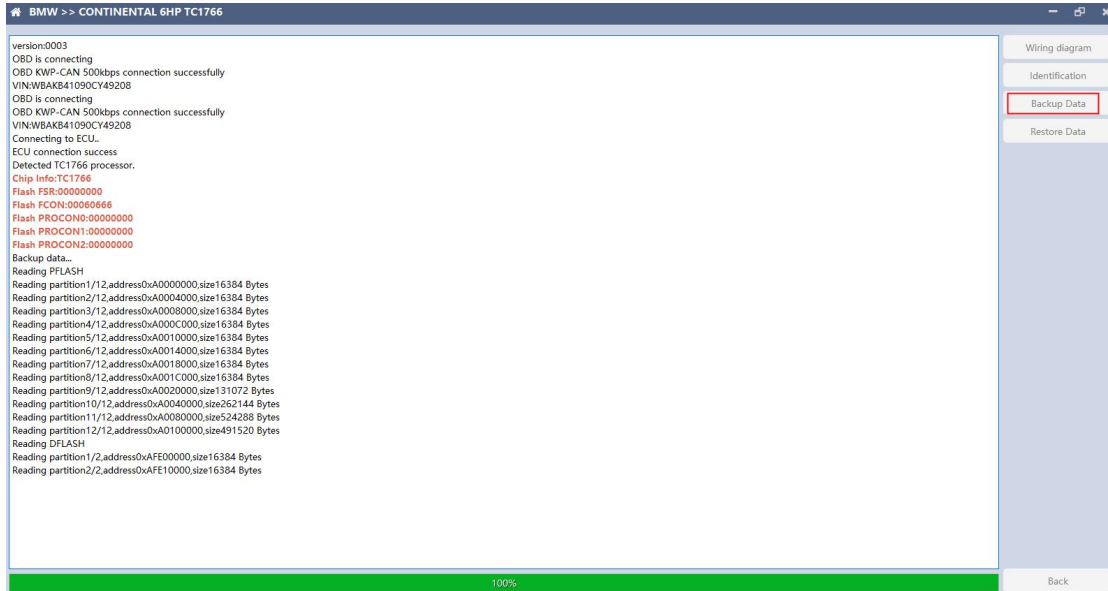 BMW >> CONTINENTAL 6HP TC1766
version:0003
OBD is connecting
OBD KWP-CAN 500kbps connection successfully
VIN:WBAKB41090CY49208
OBD is connecting
OBD KWP-CAN 500kbps connection successfully
VIN:WBAKB41090CY49208
Connecting to ECU..
ECU connection success
Detected TC1766 processor.
Chip Info:TC1766
Flash FSR:00000000
Flash FCON:00060666
Flash PROCON0:00000000
Flash PROCON1:00000000
Flash PROCON2:00000000
Backup data...
Reading PFLASH
Reading partition1/12,address0xA0000000,size16384 Bytes
Reading partition2/12,address0xA0004000,size16384 Bytes
Reading partition3/12,address0xA0008000,size16384 Bytes
Reading partition4/12,address0xA000C000,size16384 Bytes
Reading partition5/12,address0xA0010000,size16384 Bytes
Reading partition6/12,address0xA0014000,size16384 Bytes
Reading partition7/12,address0xA0018000,size16384 Bytes
Reading partition8/12,address0xA001C000,size16384 Bytes
Reading partition9/12,address0xA0020000,size131072 Bytes
Reading partition10/12,address0xA0040000,size262144 Bytes
Reading partition11/12,address0xA0080000,size524288 Bytes
Reading partition12/12,address0xA0100000,size491520 Bytes
Reading DFLASH
Reading partition1/2,address0xAFE00000,size16384 Bytes
Reading partition2/2,address0xAFE10000,size16384 Bytes
100%
Wiring diagram
Identification
Backup Data
Restore Data
Back